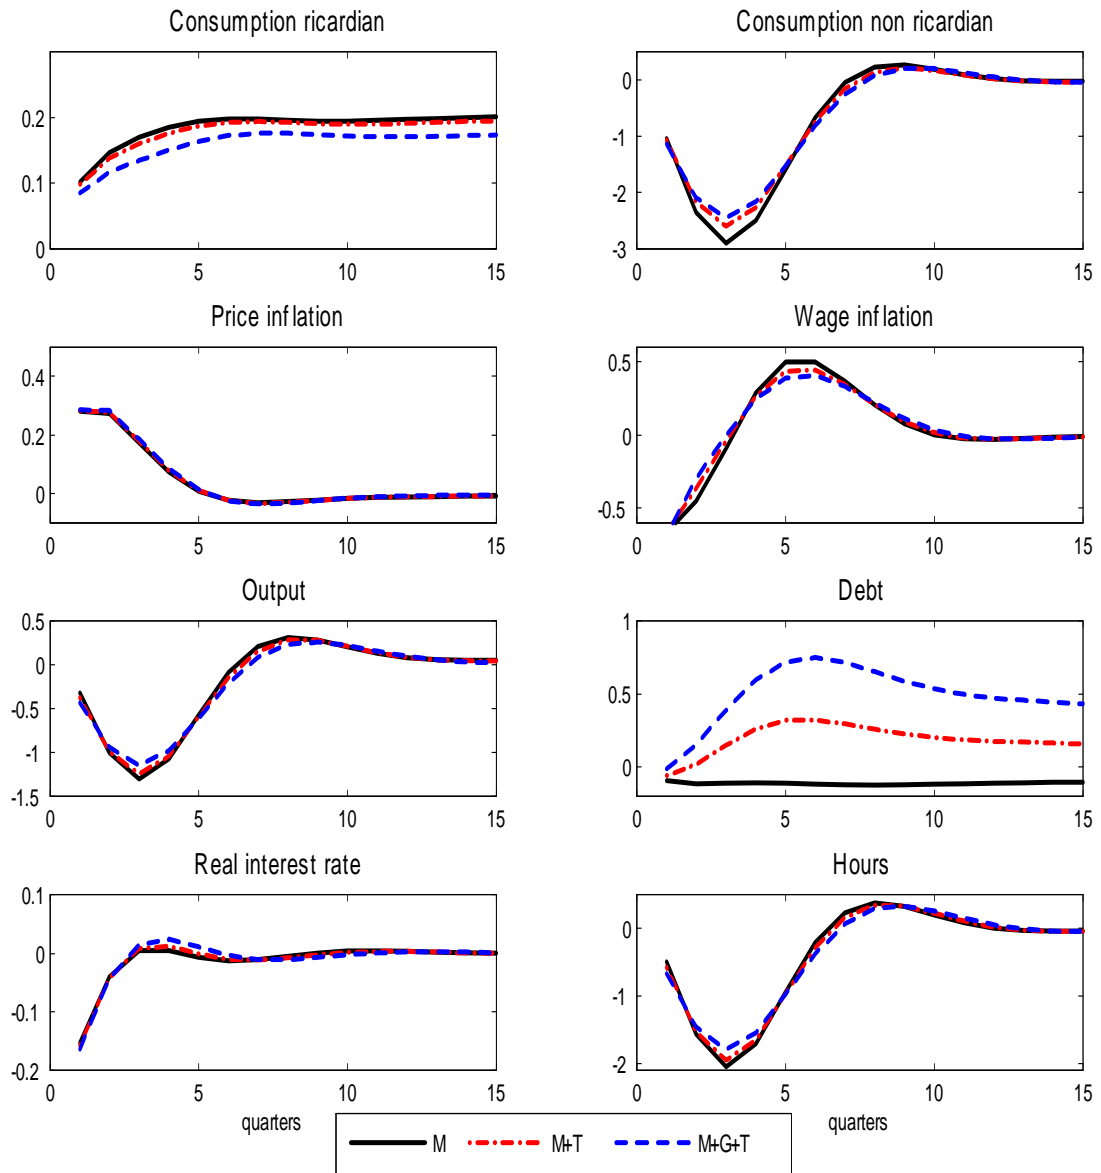 Consumption ricardian
0.2
0.1
0
0 5 10 15
Consumption non ricardian
0
-1
-2
-3
0 5 10 15
Price inflation
0.4
0.2
0
0 5 10 15
Wage inflation
0.5
0
-0.5
0 5 10 15
Output
0.5
0
-0.5
-1
-1.5
0 5 10 15
Debt
1
0.5
0
0 5 10 15
Real interest rate
0.1
0
-0.1
-0.2
0 5 10 15
quarters
Hours
0
-1
-2
0 5 10 15
quarters
M M+T M+G+T